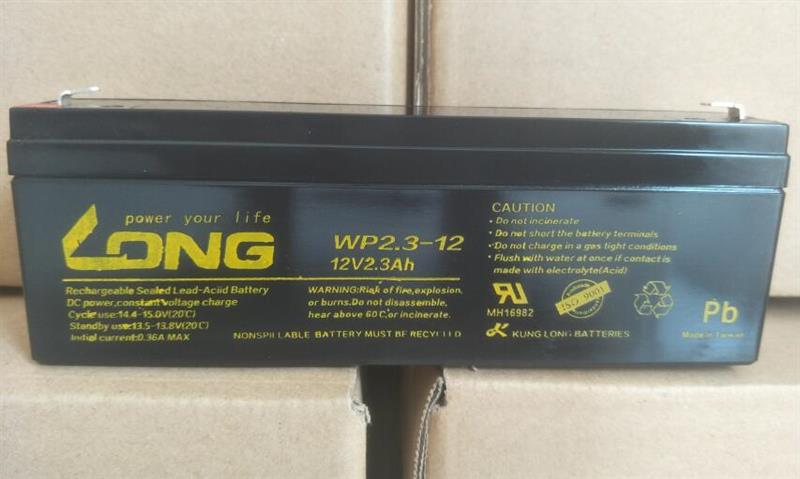 power your life
LONG
Rechargeable Sealed Lead-Aciid Battery
DC power,constant voltage charge
Cycle use:14.4-15.0V(20℃)
Standby use:13.5-13.8V(20℃)
Initial current:0.36A MAX
WP2.3-12
12V2.3Ah
WARNING:Risk of fire,explosion,
or burns.Do not disassemble,
hear above 60℃,or incinerate.
NONSPILLABLE BATTERY MUST BE RECYCLED
CAUTION
• Do not incinerate
• Do not short the battery terminals
• Do not charge in a gas tight conditions
• Flush with water at once if contact is
made with electrolyte(Acid)
MH16982
ISO 9001
KUNG LONG BATTERIES
Pb
Made in Taiwan